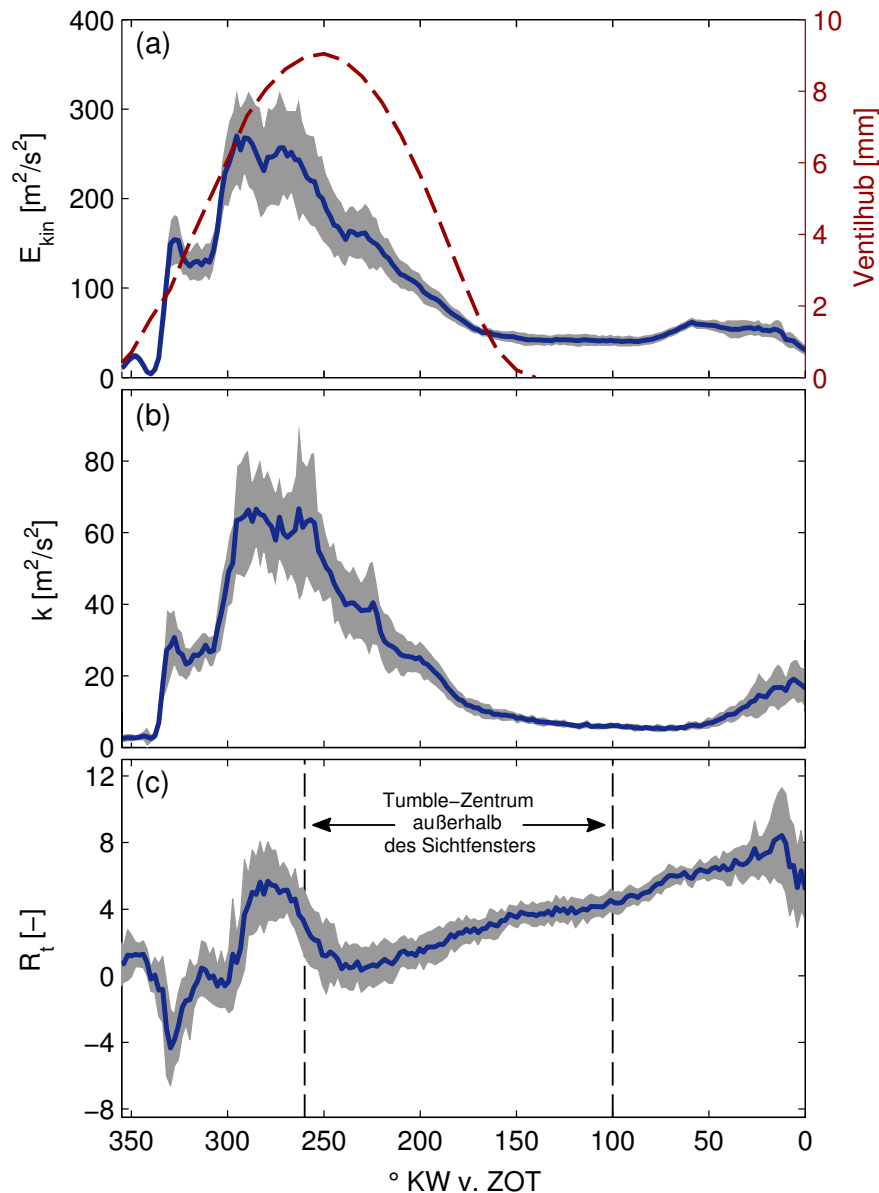 (a)
400
300
200
100
0
E_kin [m²/s²]
10
8
6
4
2
0
Ventilhub [mm]
(b)
80
60
40
20
0
k [m²/s²]
(c)
12
8
4
0
−4
−8
R_t [−]
Tumble−Zentrum
außerhalb
des Sichtfensters
350 300 250 200 150 100 50 0
° KW v. ZOT